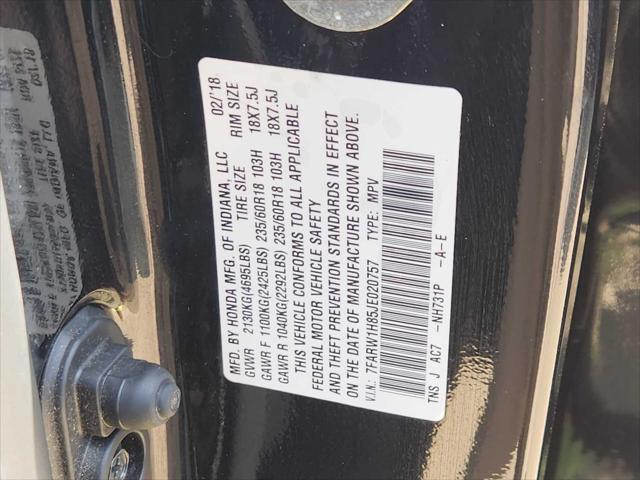 MFD. BY HONDA MFG. OF INDIANA, LLC 02/'18
GVWR 2130KG(4695LBS) TIRE SIZE RIM SIZE
GAWR F 1100KG(2425LBS) 235/60R18 103H 18X7.5J
GAWR R 1040KG(2292LBS) 235/60R18 103H 18X7.5J
THIS VEHICLE CONFORMS TO ALL APPLICABLE
FEDERAL MOTOR VEHICLE SAFETY
AND THEFT PREVENTION STANDARDS IN EFFECT
ON THE DATE OF MANUFACTURE SHOWN ABOVE.
V.I.N.: 7FARW1H85JE020757 TYPE: MPV
TNS J AC7 -NH731P -A-E